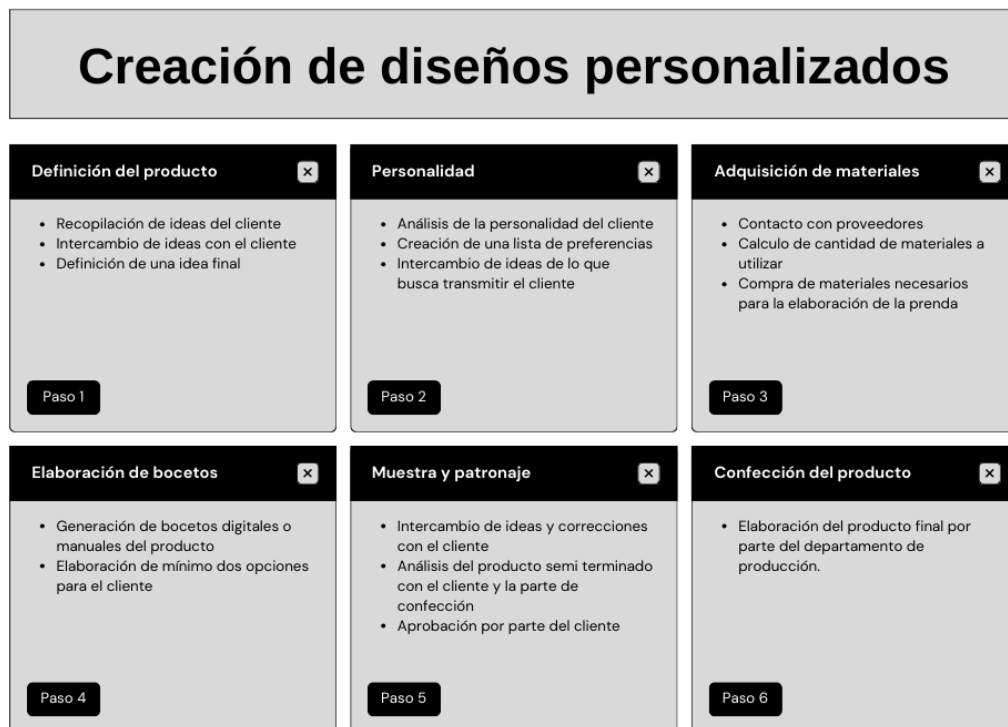 Creación de diseños personalizados
Definición del producto
• Recopilación de ideas del cliente
• Intercambio de ideas con el cliente
• Definición de una idea final
Paso 1
Personalidad
• Análisis de la personalidad del cliente
• Creación de una lista de preferencias
• Intercambio de ideas de lo que
busca transmitir el cliente
Paso 2
Adquisición de materiales
• Contacto con proveedores
• Calculo de cantidad de materiales a
utilizar
• Compra de materiales necesarios
para la elaboración de la prenda
Paso 3
Elaboración de bocetos
• Generación de bocetos digitales o
manuales del producto
• Elaboración de mínimo dos opciones
para el cliente
Paso 4
Muestra y patronaje
• Intercambio de ideas y correcciones
con el cliente
• Análisis del producto semi terminado
con el cliente y la parte de
confección
• Aprobación por parte del cliente
Paso 5
Confección del producto
• Elaboración del producto final por
parte del departamento de
producción.
Paso 6